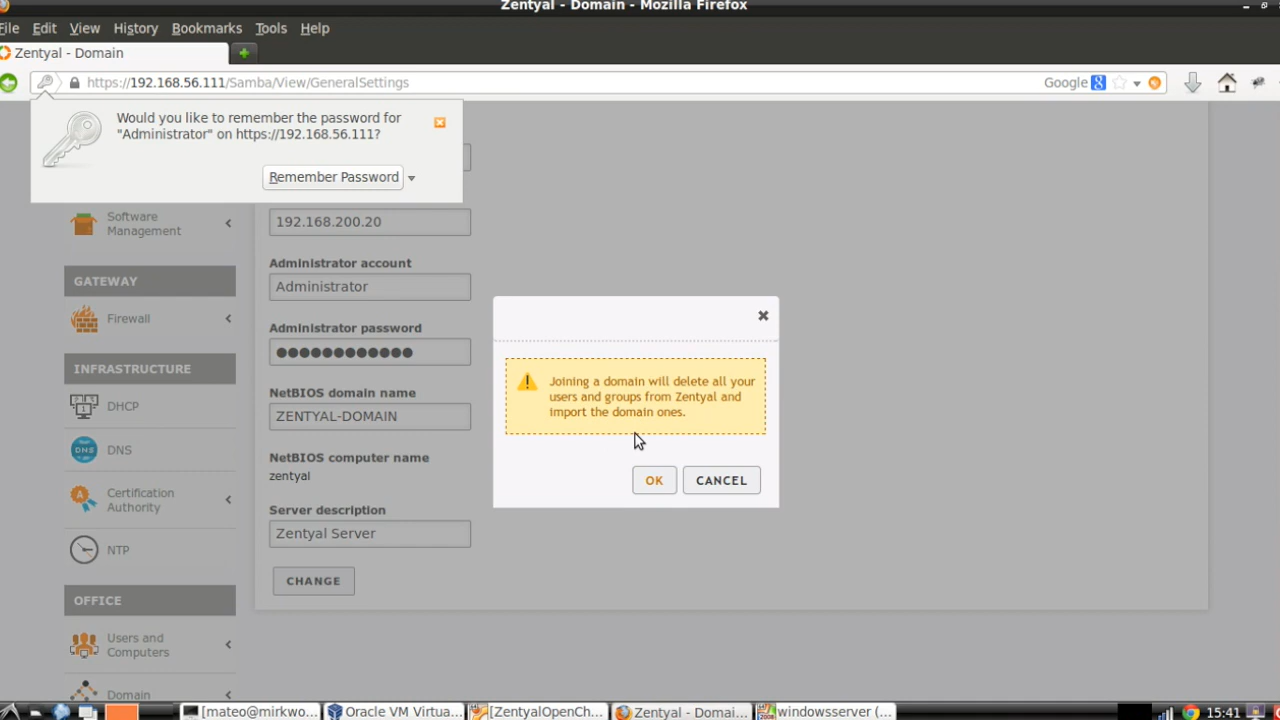 Zentyal - Domain - Mozilla Firefox
File Edit View History Bookmarks Tools Help
Zentyal - Domain
https://192.168.56.111/Samba/View/GeneralSettings
Google
Would you like to remember the password for
"Administrator" on https://192.168.56.111?
Remember Password
Software
Management
GATEWAY
Firewall
INFRASTRUCTURE
DHCP
DNS
DNS
Certification
Authority
NTP
OFFICE
Users and
Computers
Domain
192.168.200.20
Administrator account
Administrator
Administrator password
●●●●●●●●●●●●
NetBIOS domain name
ZENTYAL-DOMAIN
NetBIOS computer name
zentyal
Server description
Zentyal Server
CHANGE
Joining a domain will delete all your
users and groups from Zentyal and
import the domain ones.
OK CANCEL
[mateo@mirkwo... Oracle VM Virtua... [ZentyalOpenCh... Zentyal - Domai... windowsserver (... 15:41